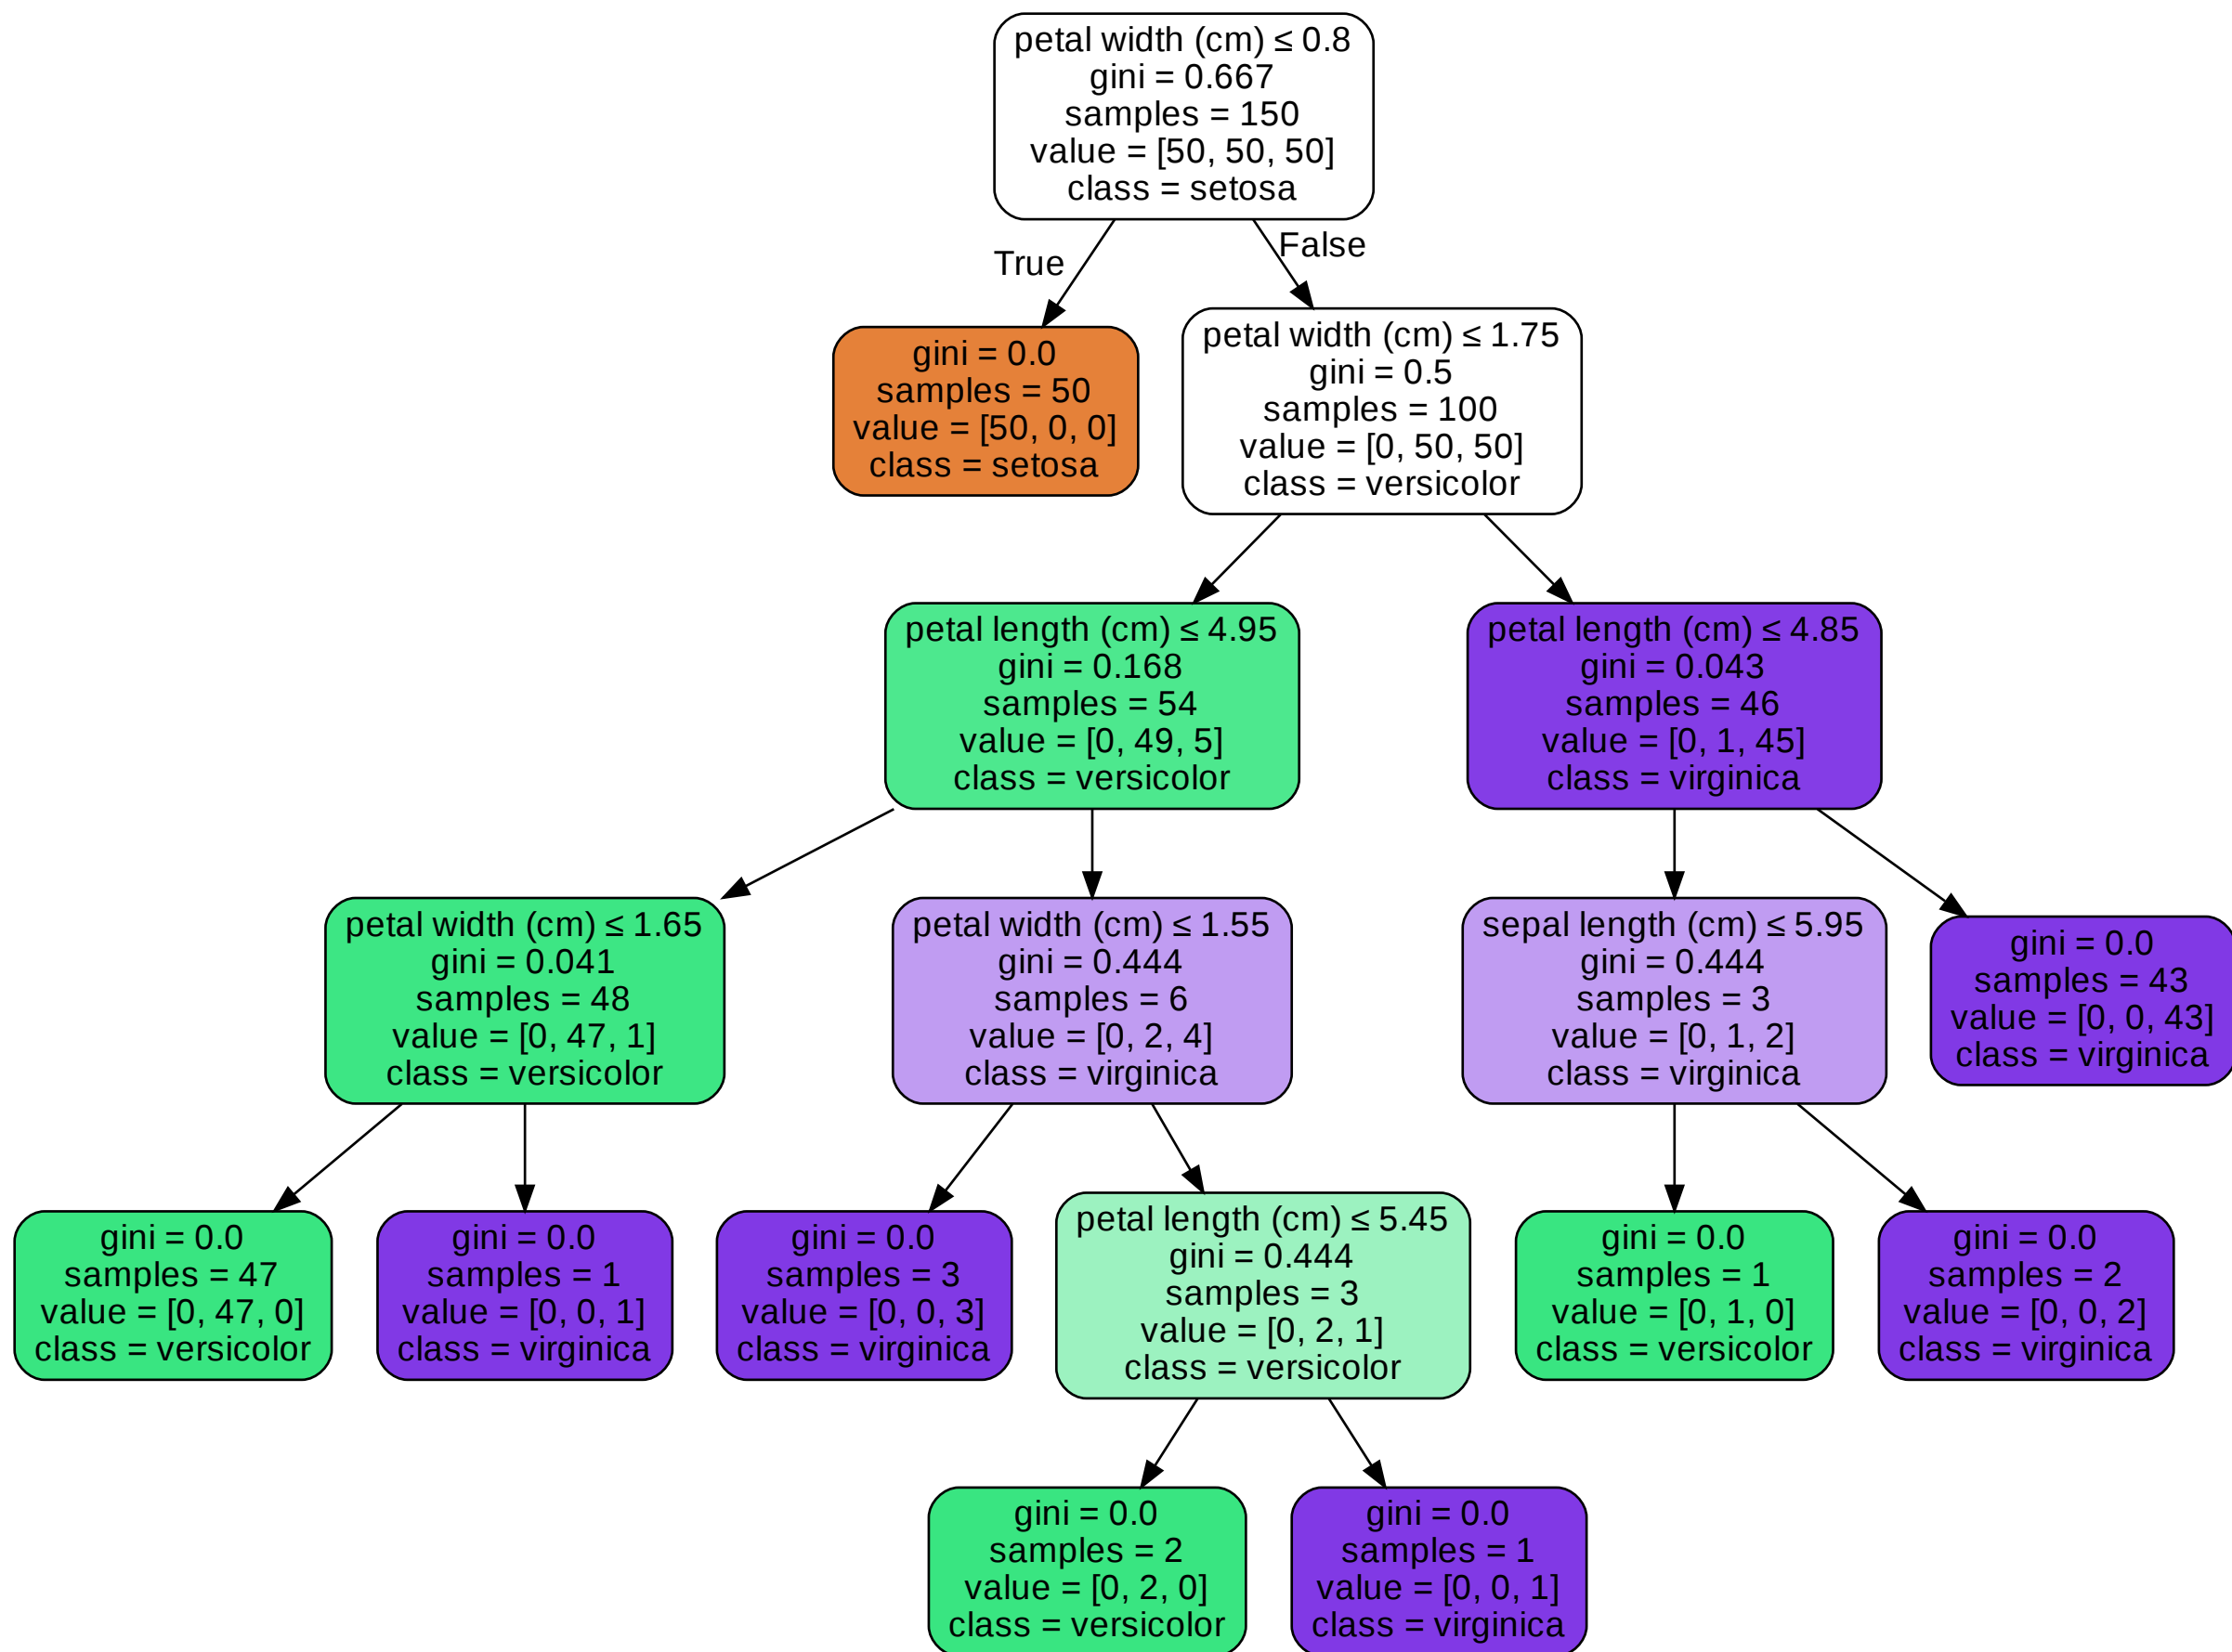 petal width (cm) ≤ 0.8
gini = 0.667
samples = 150
value = [50, 50, 50]
class = setosa
True
False
gini = 0.0
samples = 50
value = [50, 0, 0]
class = setosa
petal width (cm) ≤ 1.75
gini = 0.5
samples = 100
value = [0, 50, 50]
class = versicolor
petal length (cm) ≤ 4.95
gini = 0.168
samples = 54
value = [0, 49, 5]
class = versicolor
petal length (cm) ≤ 4.85
gini = 0.043
samples = 46
value = [0, 1, 45]
class = virginica
petal width (cm) ≤ 1.65
gini = 0.041
samples = 48
value = [0, 47, 1]
class = versicolor
petal width (cm) ≤ 1.55
gini = 0.444
samples = 6
value = [0, 2, 4]
class = virginica
sepal length (cm) ≤ 5.95
gini = 0.444
samples = 3
value = [0, 1, 2]
class = virginica
gini = 0.0
samples = 43
value = [0, 0, 43]
class = virginica
gini = 0.0
samples = 47
value = [0, 47, 0]
class = versicolor
gini = 0.0
samples = 1
value = [0, 0, 1]
class = virginica
gini = 0.0
samples = 3
value = [0, 0, 3]
class = virginica
petal length (cm) ≤ 5.45
gini = 0.444
samples = 3
value = [0, 2, 1]
class = versicolor
gini = 0.0
samples = 1
value = [0, 1, 0]
class = versicolor
gini = 0.0
samples = 2
value = [0, 0, 2]
class = virginica
gini = 0.0
samples = 2
value = [0, 2, 0]
class = versicolor
gini = 0.0
samples = 1
value = [0, 0, 1]
class = virginica